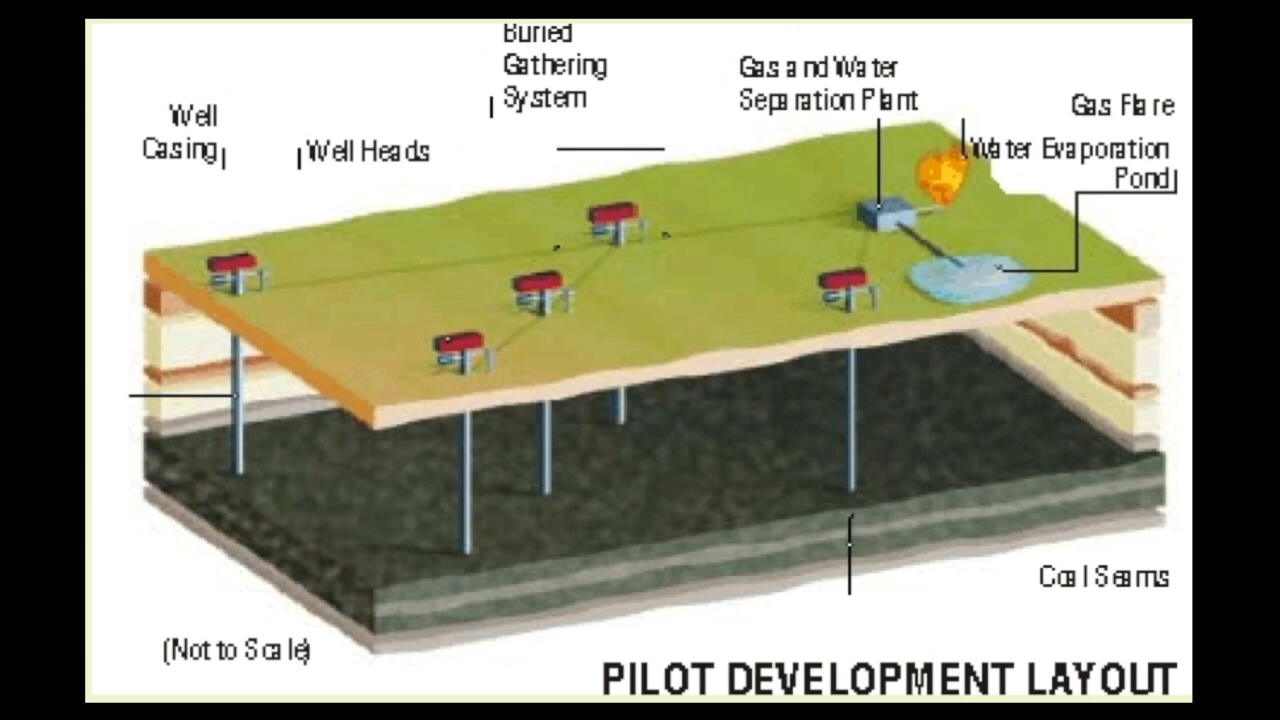 Buried
Gathering
System
Gas and Water
Separation Plant
Gas Flare
Well
Casing
Well Heads
Water Evaporation
Pond
Coal Seams
(Not to Scale)
PILOT DEVELOPMENT LAYOUT